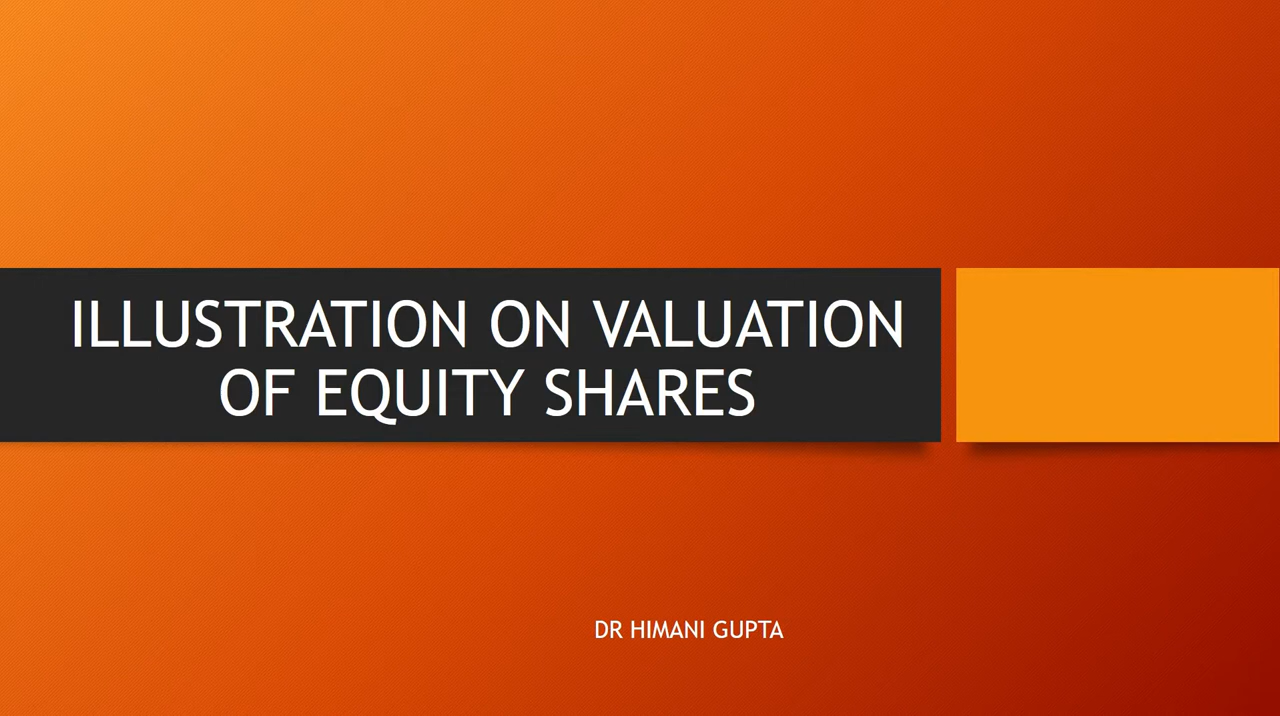 ILLUSTRATION ON VALUATION
OF EQUITY SHARES
DR HIMANI GUPTA